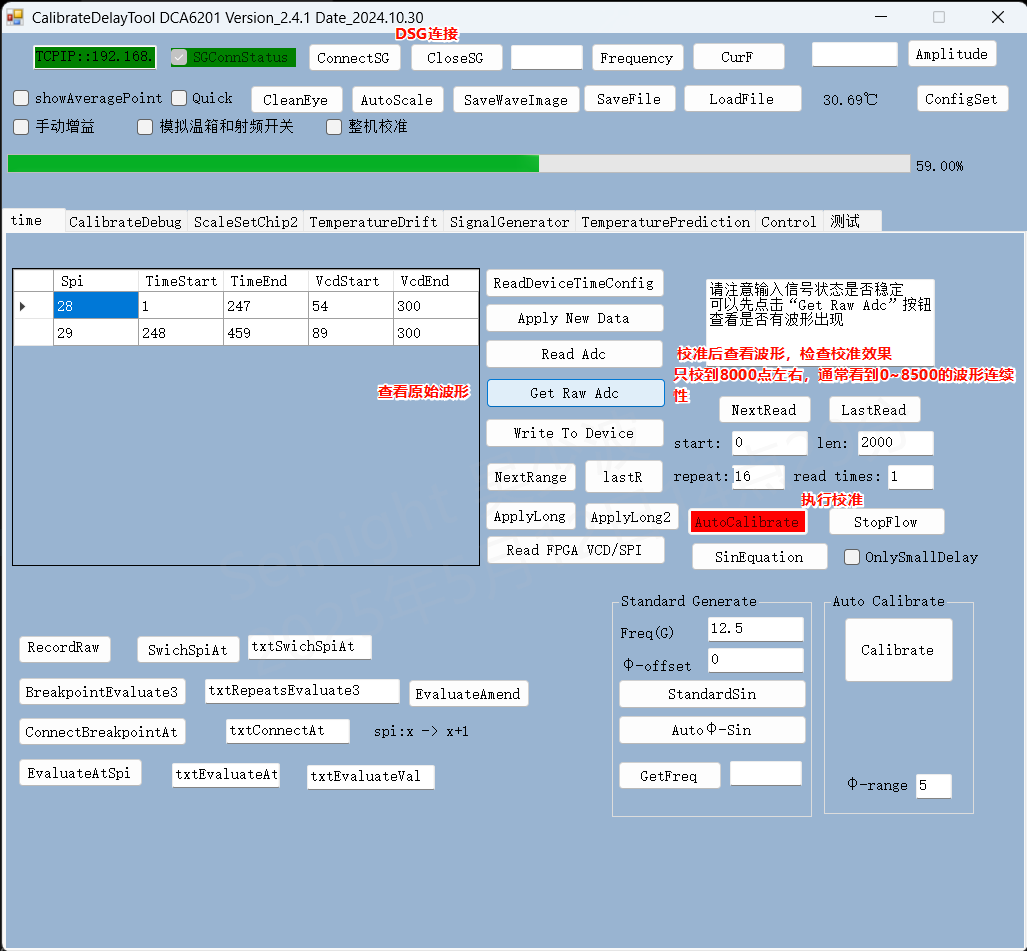 CalibrateDelayTool DCA6201 Version_2.4.1 Date_2024.10.30
DSG连接
TCPIP::192.168. SGConnStatus ConnectSG CloseSG Frequency CurF Amplitude
showAveragePoint Quick CleanEye AutoScale SaveWaveImage SaveFile LoadFile 30.69℃ ConfigSet
手动增益 模拟温箱和射频开关 整机校准
59.00%
time CalibrateDebug ScaleSetChip2 TemperatureDrift SignalGenerator TemperaturePrediction Control 测试
Spi TimeStart TimeEnd VcdStart VcdEnd
28 1 247 54 300
29 248 459 89 300
查看原始波形
ReadDeviceTimeConfig
Apply New Data
Read Adc
Get Raw Adc
Write To Device
NextRange lastR
ApplyLong ApplyLong2
Read FPGA VCD/SPI
请注意输入信号状态是否稳定
可以先点击“Get Raw Adc”按钮
查看是否有波形出现
校准后查看波形，检查校准效果
只校到8000点左右，通常看到0~8500的波形连续
性
NextRead LastRead
start: 0 len: 2000
repeat: 16 read times: 1
执行校准
AutoCalibrate StopFlow
SinEquation OnlySmallDelay
RecordRaw SwichSpiAt txtSwichSpiAt
BreakpointEvaluate3 txtRepeatsEvaluate3 EvaluateAmend
ConnectBreakpointAt txtConnectAt spi:x -> x+1
EvaluateAtSpi txtEvaluateAt txtEvaluateVal
Standard Generate
Freq(G) 12.5
Φ-offset 0
StandardSin
AutoΦ-Sin
GetFreq
Auto Calibrate
Calibrate
Φ-range 5